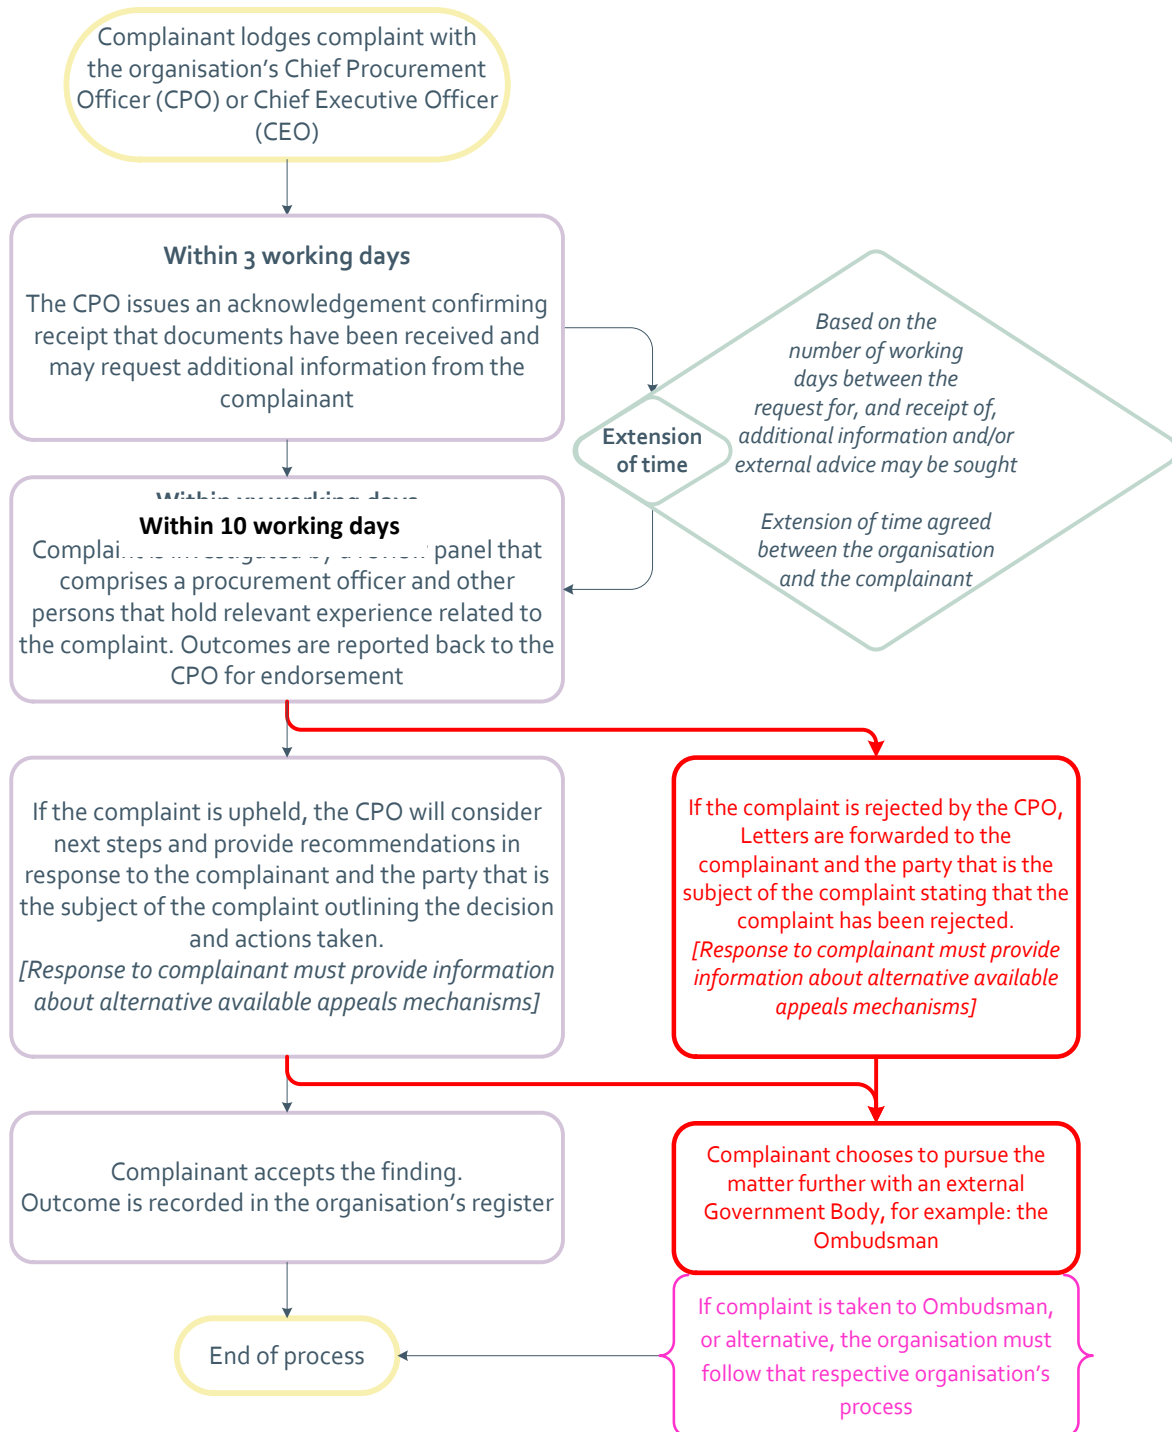 Complainant lodges complaint with
the organisation's Chief Procurement
Officer (CPO) or Chief Executive Officer
(CEO)
Within 3 working days
The CPO issues an acknowledgement confirming
receipt that documents have been received and
may request additional information from the
complainant
Extension
of time
Based on the
number of working
days between the
request for, and receipt of,
additional information and/or
external advice may be sought
Extension of time agreed
between the organisation
and the complainant
Within 10 working days
Complaint is investigated by a review panel that
comprises a procurement officer and other
persons that hold relevant experience related to
the complaint. Outcomes are reported back to the
CPO for endorsement
If the complaint is upheld, the CPO will consider
next steps and provide recommendations in
response to the complainant and the party that is
the subject of the complaint outlining the decision
and actions taken.
[Response to complainant must provide information
about alternative available appeals mechanisms]
If the complaint is rejected by the CPO,
Letters are forwarded to the
complainant and the party that is the
subject of the complaint stating that the
complaint has been rejected.
[Response to complainant must provide
information about alternative available
appeals mechanisms]
Complainant accepts the finding.
Outcome is recorded in the organisation's register
Complainant chooses to pursue the
matter further with an external
Government Body, for example: the
Ombudsman
If complaint is taken to Ombudsman,
or alternative, the organisation must
follow that respective organisation's
process
End of process